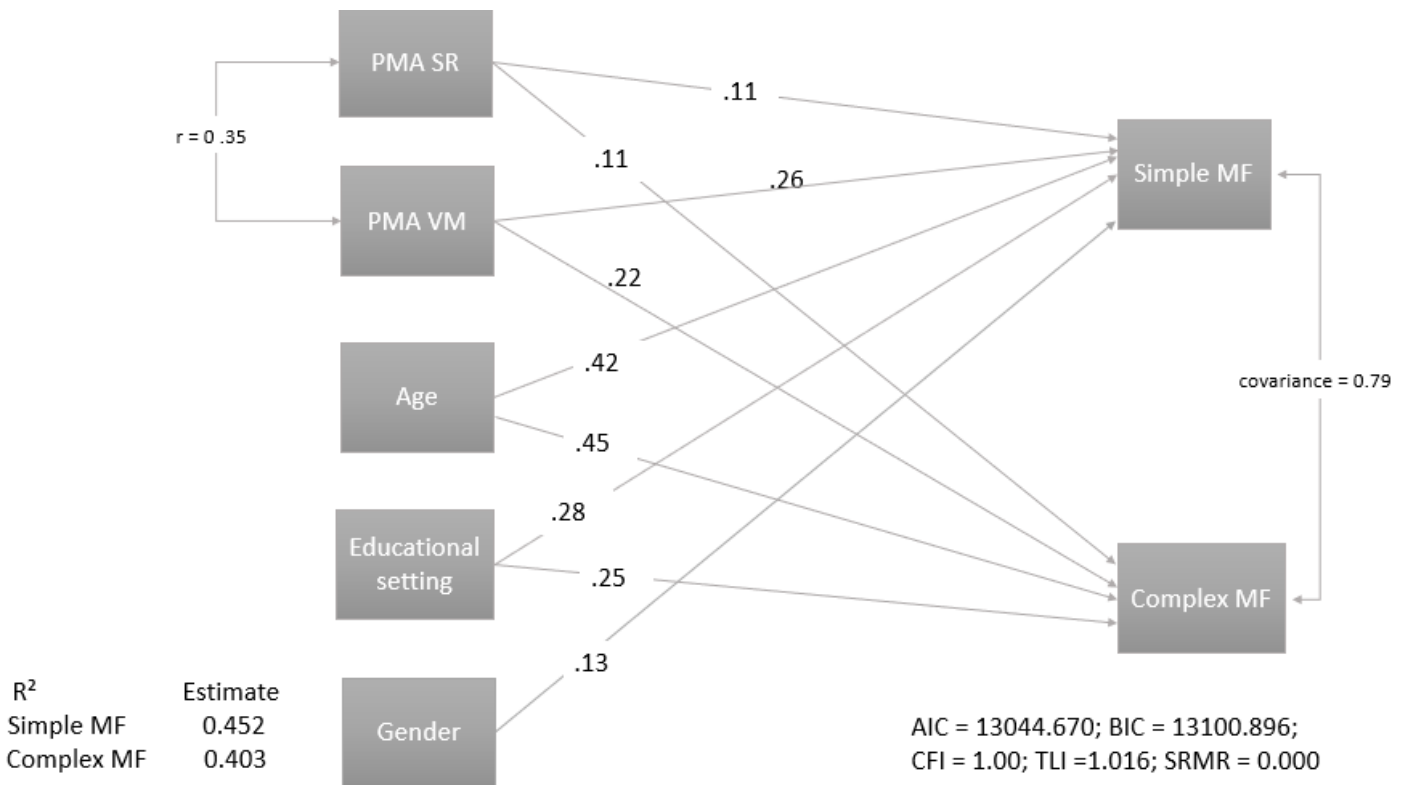 PMA SR
.11
r = 0 .35
.11
Simple MF
.26
PMA VM
.22
.42
Age
covariance = 0.79
.45
.28
Educational
setting
.25
Complex MF
.13
R² Estimate
Simple MF 0.452
Complex MF 0.403
Gender
AIC = 13044.670; BIC = 13100.896;
CFI = 1.00; TLI =1.016; SRMR = 0.000